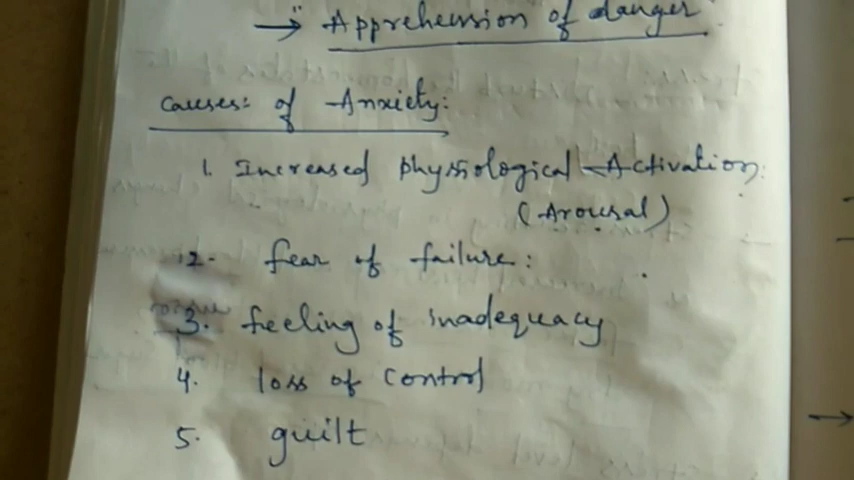 → Apprehension of danger
Causes: of Anxiety:
1. Increased physiological Activation:
(Arousal)
2. fear of failure:
3. feeling of inadequacy
4. loss of control
5. guilt